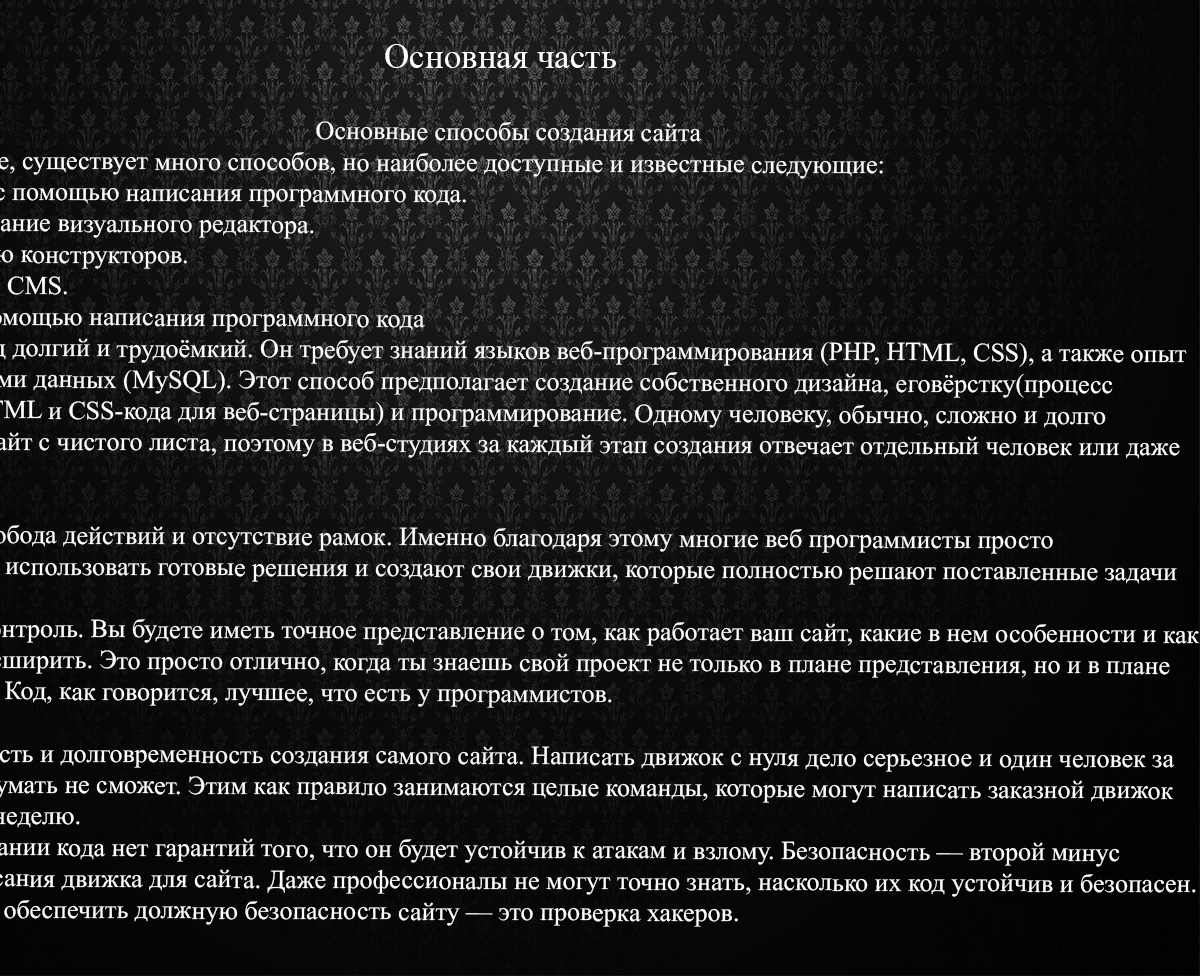 Основная часть
Основные способы создания сайта
е, существует много способов, но наиболее доступные и известные следующие:
с помощью написания программного кода.
ание визуального редактора.
ю конструкторов.
CMS.
омощью написания программного кода
д долгий и трудоёмкий. Он требует знаний языков веб-программирования (PHP, HTML, CSS), а также опыт
ми данных (MySQL). Этот способ предполагает создание собственного дизайна, еговёрстку(процесс
TML и CSS-кода для веб-страницы) и программирование. Одному человеку, обычно, сложно и долго
айт с чистого листа, поэтому в веб-студиях за каждый этап создания отвечает отдельный человек или даже
обода действий и отсутствие рамок. Именно благодаря этому многие веб программисты просто
использовать готовые решения и создают свои движки, которые полностью решают поставленные задачи
онтроль. Вы будете иметь точное представление о том, как работает ваш сайт, какие в нем особенности и как
сширить. Это просто отлично, когда ты знаешь свой проект не только в плане представления, но и в плане
Код, как говорится, лучшее, что есть у программистов.
сть и долговременность создания самого сайта. Написать движок с нуля дело серьезное и один человек за
умать не сможет. Этим как правило занимаются целые команды, которые могут написать заказной движок
неделю.
ании кода нет гарантий того, что он будет устойчив к атакам и взлому. Безопасность — второй минус
сания движка для сайта. Даже профессионалы не могут точно знать, насколько их код устойчив и безопасен.
обеспечить должную безопасность сайту — это проверка хакеров.